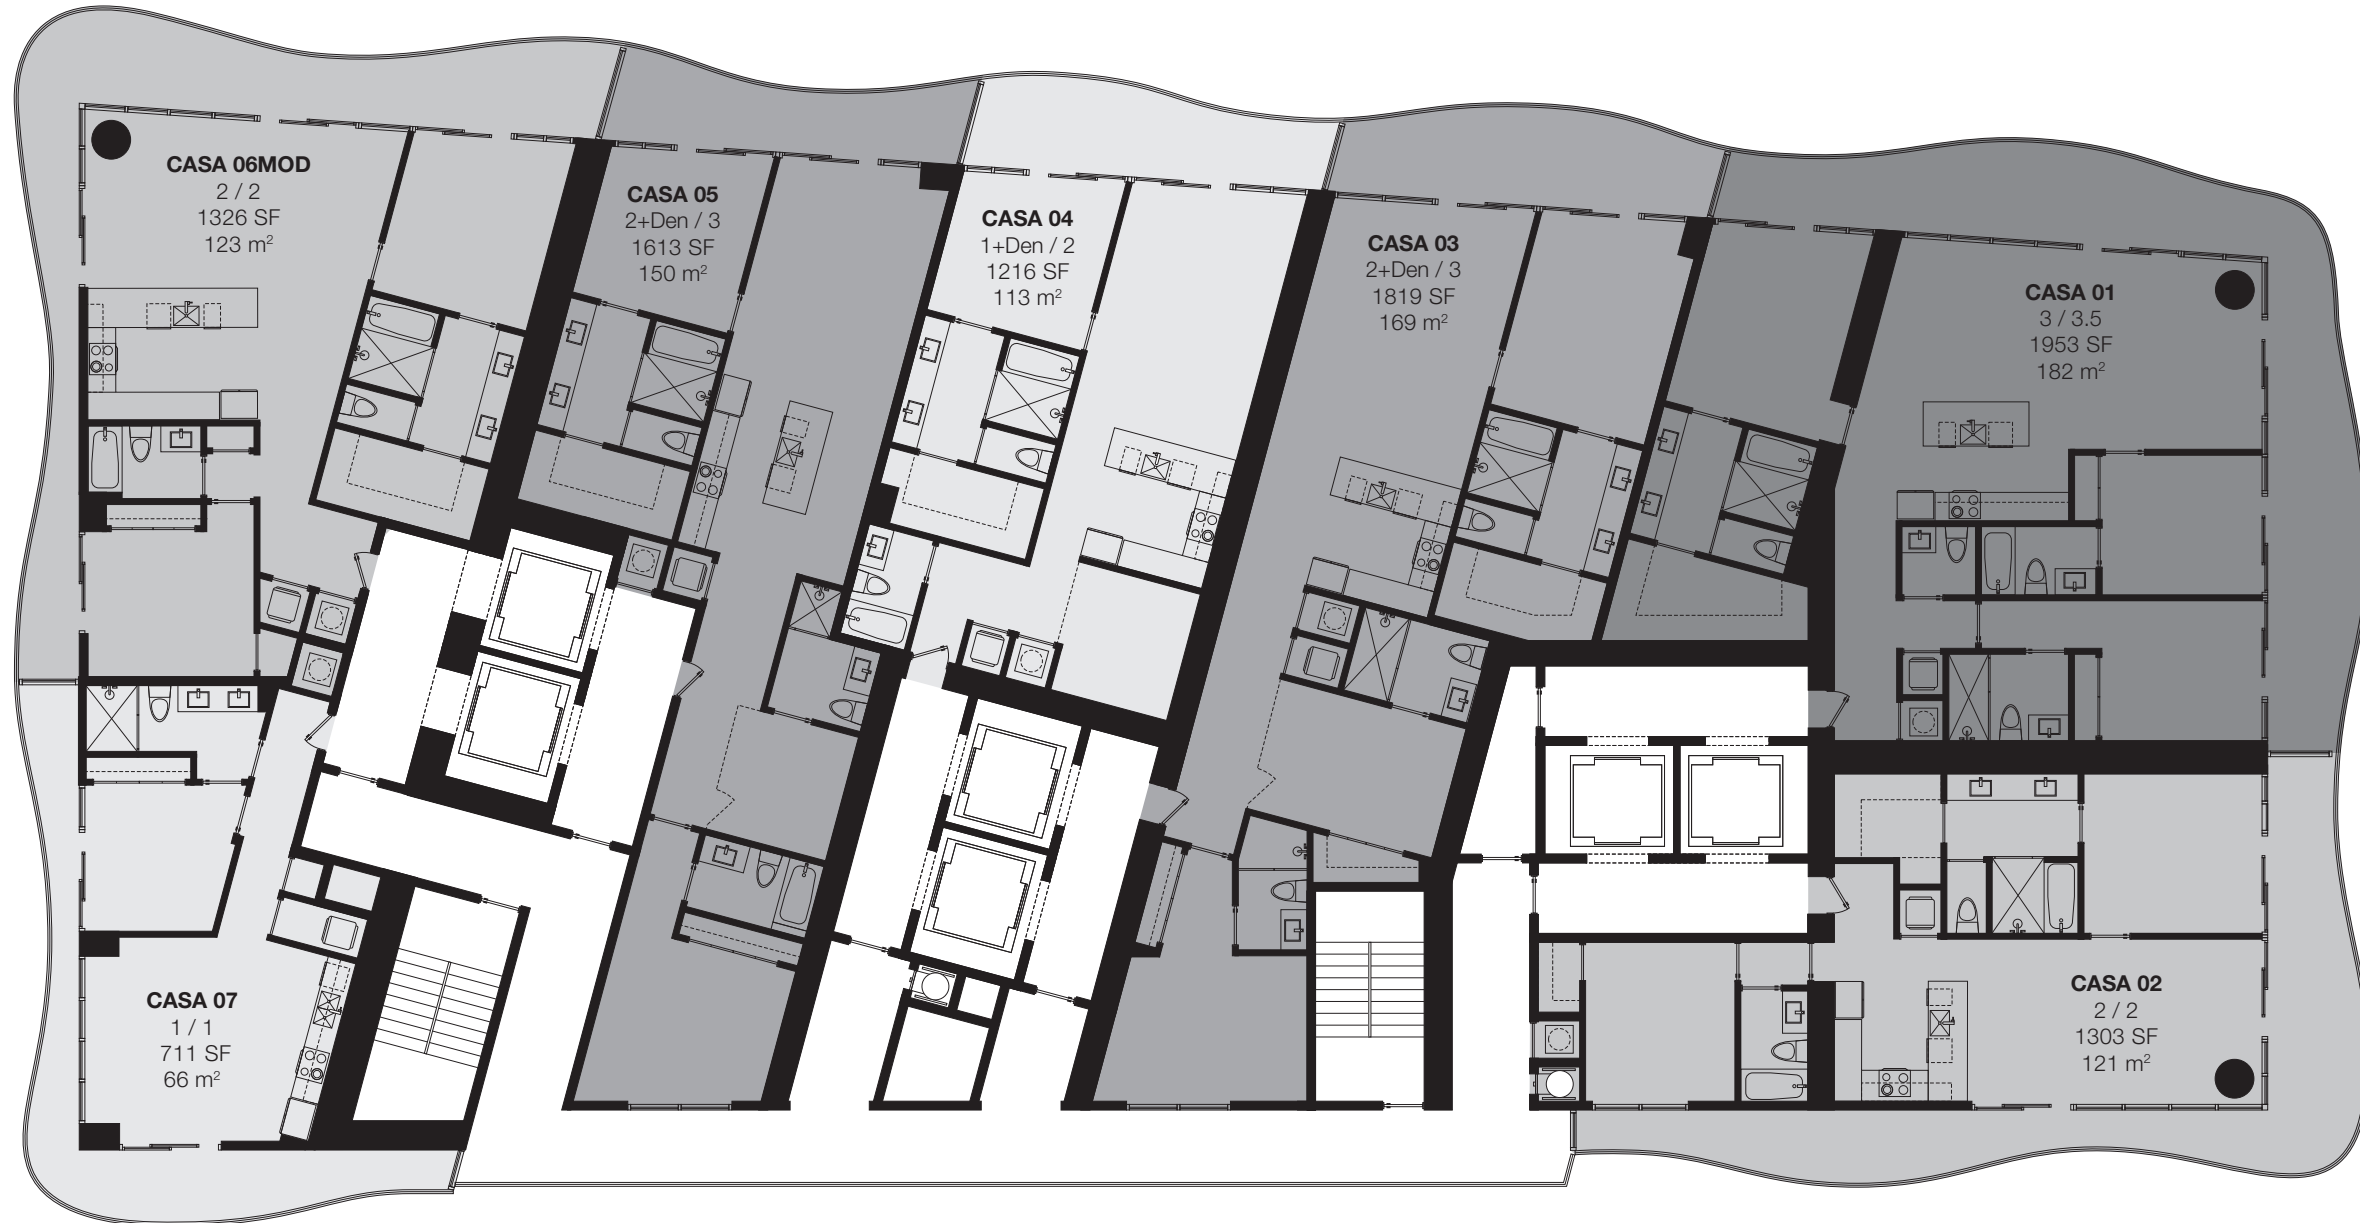 CASA 06MOD
2 / 2
1326 SF
123 m²
CASA 05
2+Den / 3
1613 SF
150 m²
CASA 04
1+Den / 2
1216 SF
113 m²
CASA 03
2+Den / 3
1819 SF
169 m²
CASA 01
3 / 3.5
1953 SF
182 m²
CASA 07
1 / 1
711 SF
66 m²
CASA 02
2 / 2
1303 SF
121 m²